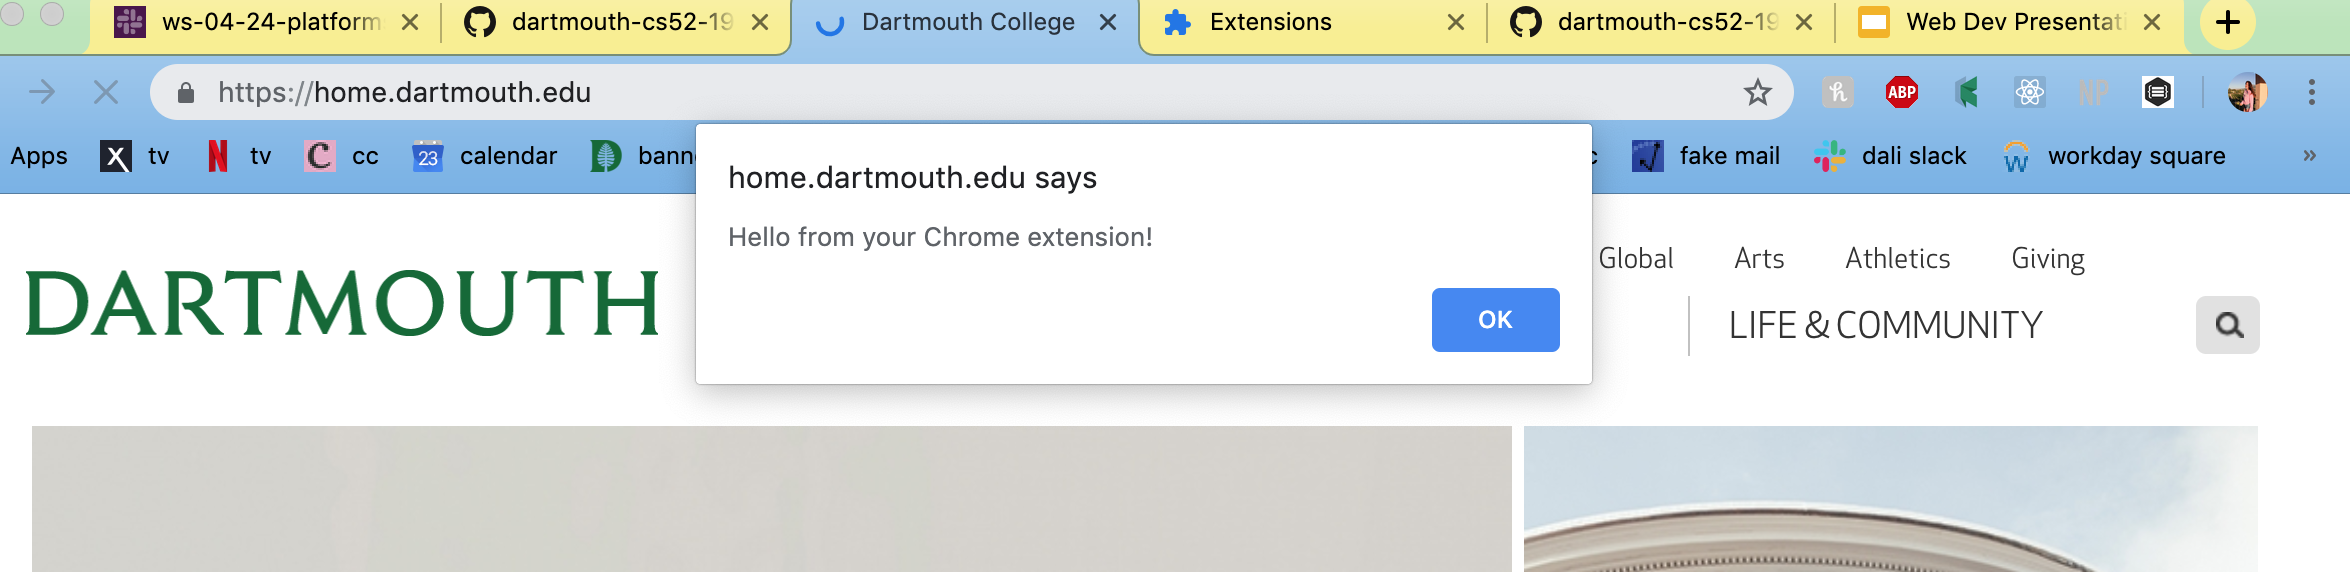 ws-04-24-platform
dartmouth-cs52-19
Dartmouth College
Extensions
dartmouth-cs52-19
Web Dev Presentati
https://home.dartmouth.edu
h
ABP
NP
Apps
X tv
N tv
C cc
23 calendar
D bann
c
fake mail
dali slack
W workday square
»
home.dartmouth.edu says
Hello from your Chrome extension!
OK
DARTMOUTH
Global
Arts
Athletics
Giving
LIFE & COMMUNITY